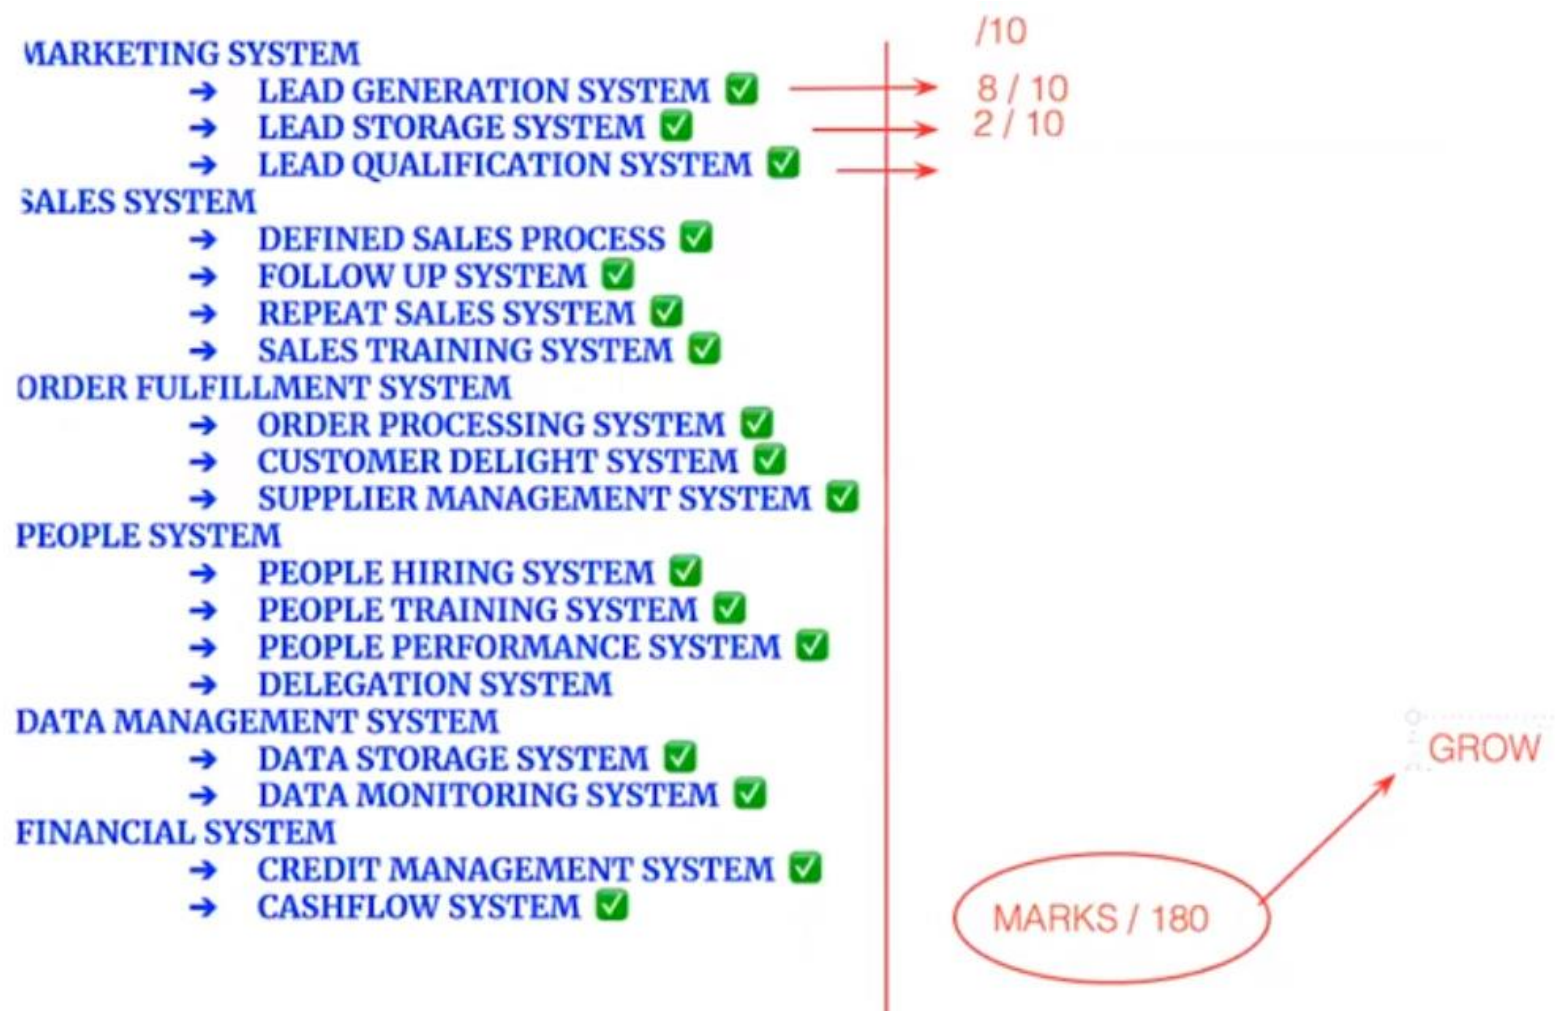 /10
MARKETING SYSTEM
➔ LEAD GENERATION SYSTEM ✅ 8 / 10
➔ LEAD STORAGE SYSTEM ✅ 2 / 10
➔ LEAD QUALIFICATION SYSTEM ✅
SALES SYSTEM
➔ DEFINED SALES PROCESS ✅
➔ FOLLOW UP SYSTEM ✅
➔ REPEAT SALES SYSTEM ✅
➔ SALES TRAINING SYSTEM ✅
ORDER FULFILLMENT SYSTEM
➔ ORDER PROCESSING SYSTEM ✅
➔ CUSTOMER DELIGHT SYSTEM ✅
➔ SUPPLIER MANAGEMENT SYSTEM ✅
PEOPLE SYSTEM
➔ PEOPLE HIRING SYSTEM ✅
➔ PEOPLE TRAINING SYSTEM ✅
➔ PEOPLE PERFORMANCE SYSTEM ✅
➔ DELEGATION SYSTEM
DATA MANAGEMENT SYSTEM
➔ DATA STORAGE SYSTEM ✅
➔ DATA MONITORING SYSTEM ✅
FINANCIAL SYSTEM
➔ CREDIT MANAGEMENT SYSTEM ✅
➔ CASHFLOW SYSTEM ✅
MARKS / 180
GROW